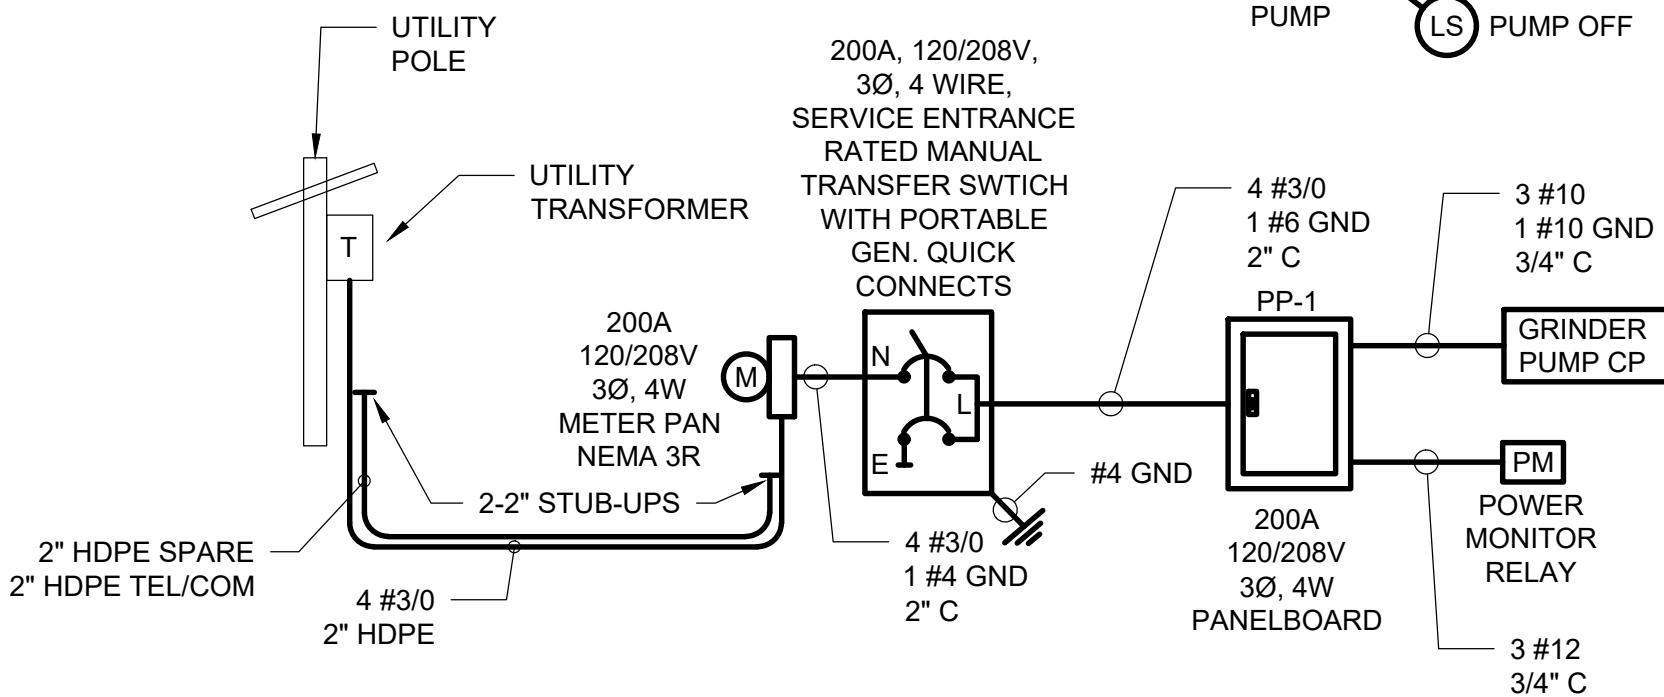 PUMP
LS
PUMP OFF
UTILITY
POLE
200A, 120/208V,
3Ø, 4 WIRE,
SERVICE ENTRANCE
RATED MANUAL
TRANSFER SWTICH
WITH PORTABLE
GEN. QUICK
CONNECTS
UTILITY
TRANSFORMER
T
4 #3/0
1 #6 GND
2" C
3 #10
1 #10 GND
3/4" C
PP-1
200A
120/208V
3Ø, 4W
METER PAN
NEMA 3R
M
N
L
E
GRINDER
PUMP CP
#4 GND
PM
POWER
MONITOR
RELAY
2-2" STUB-UPS
2" HDPE SPARE
2" HDPE TEL/COM
4 #3/0
2" HDPE
4 #3/0
1 #4 GND
2" C
200A
120/208V
3Ø, 4W
PANELBOARD
3 #12
3/4" C